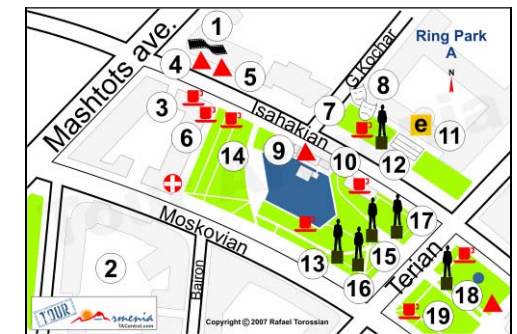 Mashtots ave.
1
4
5
3
6
14
Isahakian
G.Kochar
8
7
Ring Park
A
N
e
11
12
9
10
17
15
16
13
Moskovian
Bairon
2
Terian
18
19
TOUR Armenia
TACentral.com
Copyright © 2007 Rafael Torossian